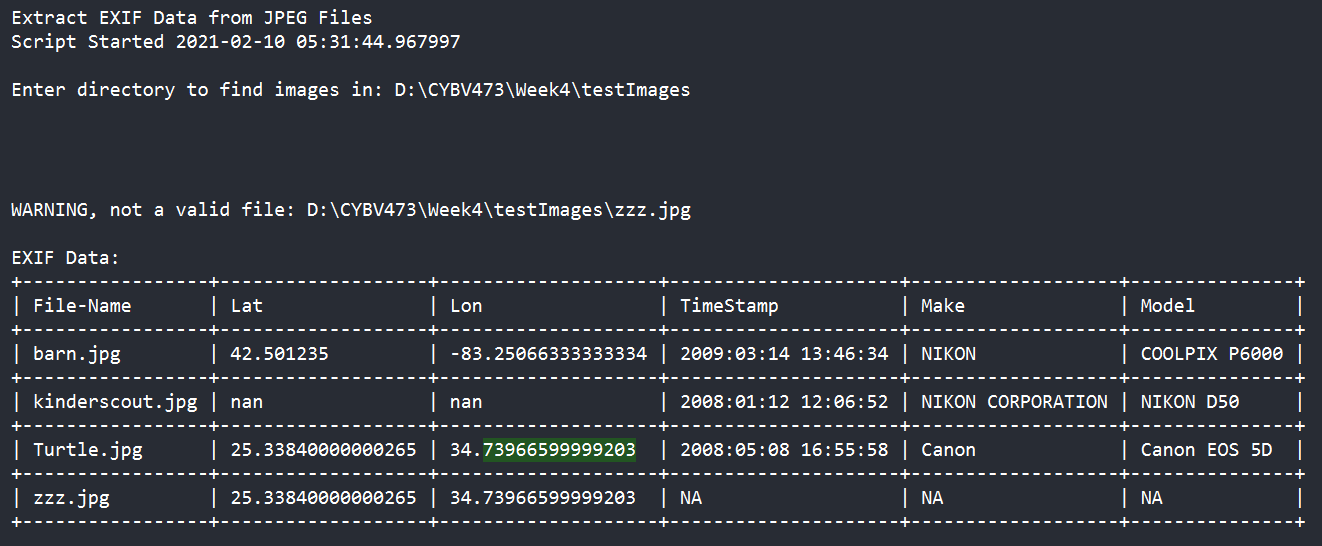 Extract EXIF Data from JPEG Files
Script Started 2021-02-10 05:31:44.967997
Enter directory to find images in: D:\CYBV473\Week4\testImages
WARNING, not a valid file: D:\CYBV473\Week4\testImages\zzz.jpg
EXIF Data:
+-----------------+-------------------+--------------------+---------------------+-------------------+---------------+
| File-Name       | Lat               | Lon                | TimeStamp           | Make              | Model         |
+-----------------+-------------------+--------------------+---------------------+-------------------+---------------+
| barn.jpg        | 42.501235         | -83.25066333333334 | 2009:03:14 13:46:34 | NIKON             | COOLPIX P6000 |
+-----------------+-------------------+--------------------+---------------------+-------------------+---------------+
| kinderscout.jpg | nan               | nan                | 2008:01:12 12:06:52 | NIKON CORPORATION | NIKON D50     |
+-----------------+-------------------+--------------------+---------------------+-------------------+---------------+
| Turtle.jpg      | 25.33840000000265 | 34.73966599999203  | 2008:05:08 16:55:58 | Canon             | Canon EOS 5D  |
+-----------------+-------------------+--------------------+---------------------+-------------------+---------------+
| zzz.jpg         | 25.33840000000265 | 34.73966599999203  | NA                  | NA                | NA            |
+-----------------+-------------------+--------------------+---------------------+-------------------+---------------+